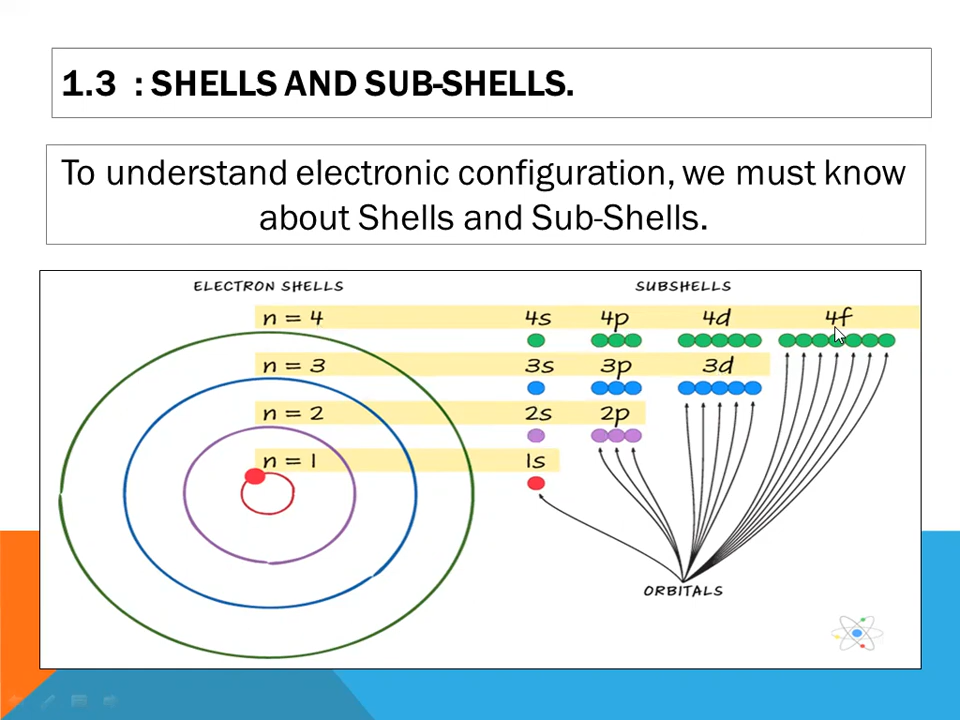 1.3 : SHELLS AND SUB-SHELLS.
To understand electronic configuration, we must know
about Shells and Sub-Shells.
ELECTRON SHELLS SUBSHELLS
n = 4 4s 4p 4d 4f
n = 3 3s 3p 3d
n = 2 2s 2p
n = 1 1s
ORBITALS